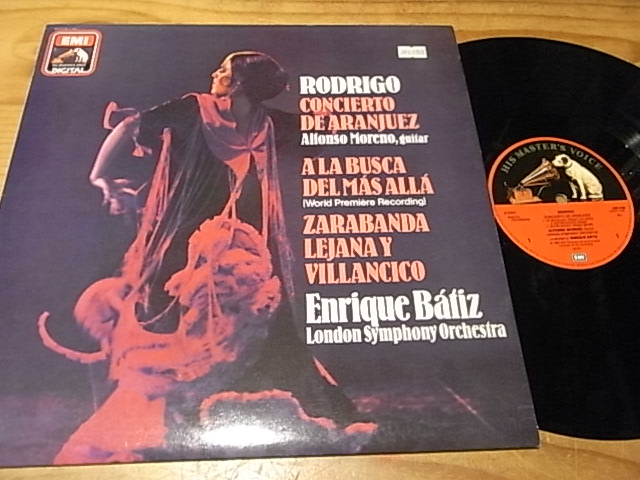 EMI
DIGITAL
RODRIGO
CONCIERTO
DE ARANJUEZ
Alfonso Moreno, guitar
A LA BUSCA
DEL MÁS ALLÁ
(World Première Recording)
ZARABANDA
LEJANA Y
VILLANCICO
Enrique Bátiz
London Symphony Orchestra
HIS MASTER'S VOICE
EMI